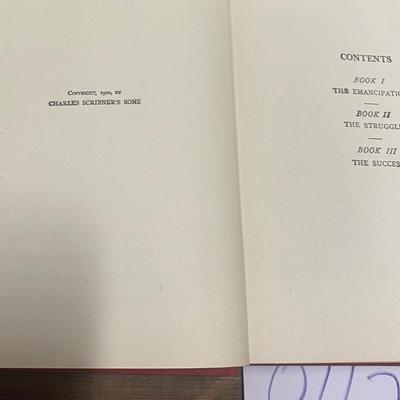 COPYRIGHT, 1900, BY
CHARLES SCRIBNER'S SONS
CONTENTS
BOOK I
THE EMANCIPATIO
BOOK II
THE STRUGGL
BOOK III
THE SUCCES